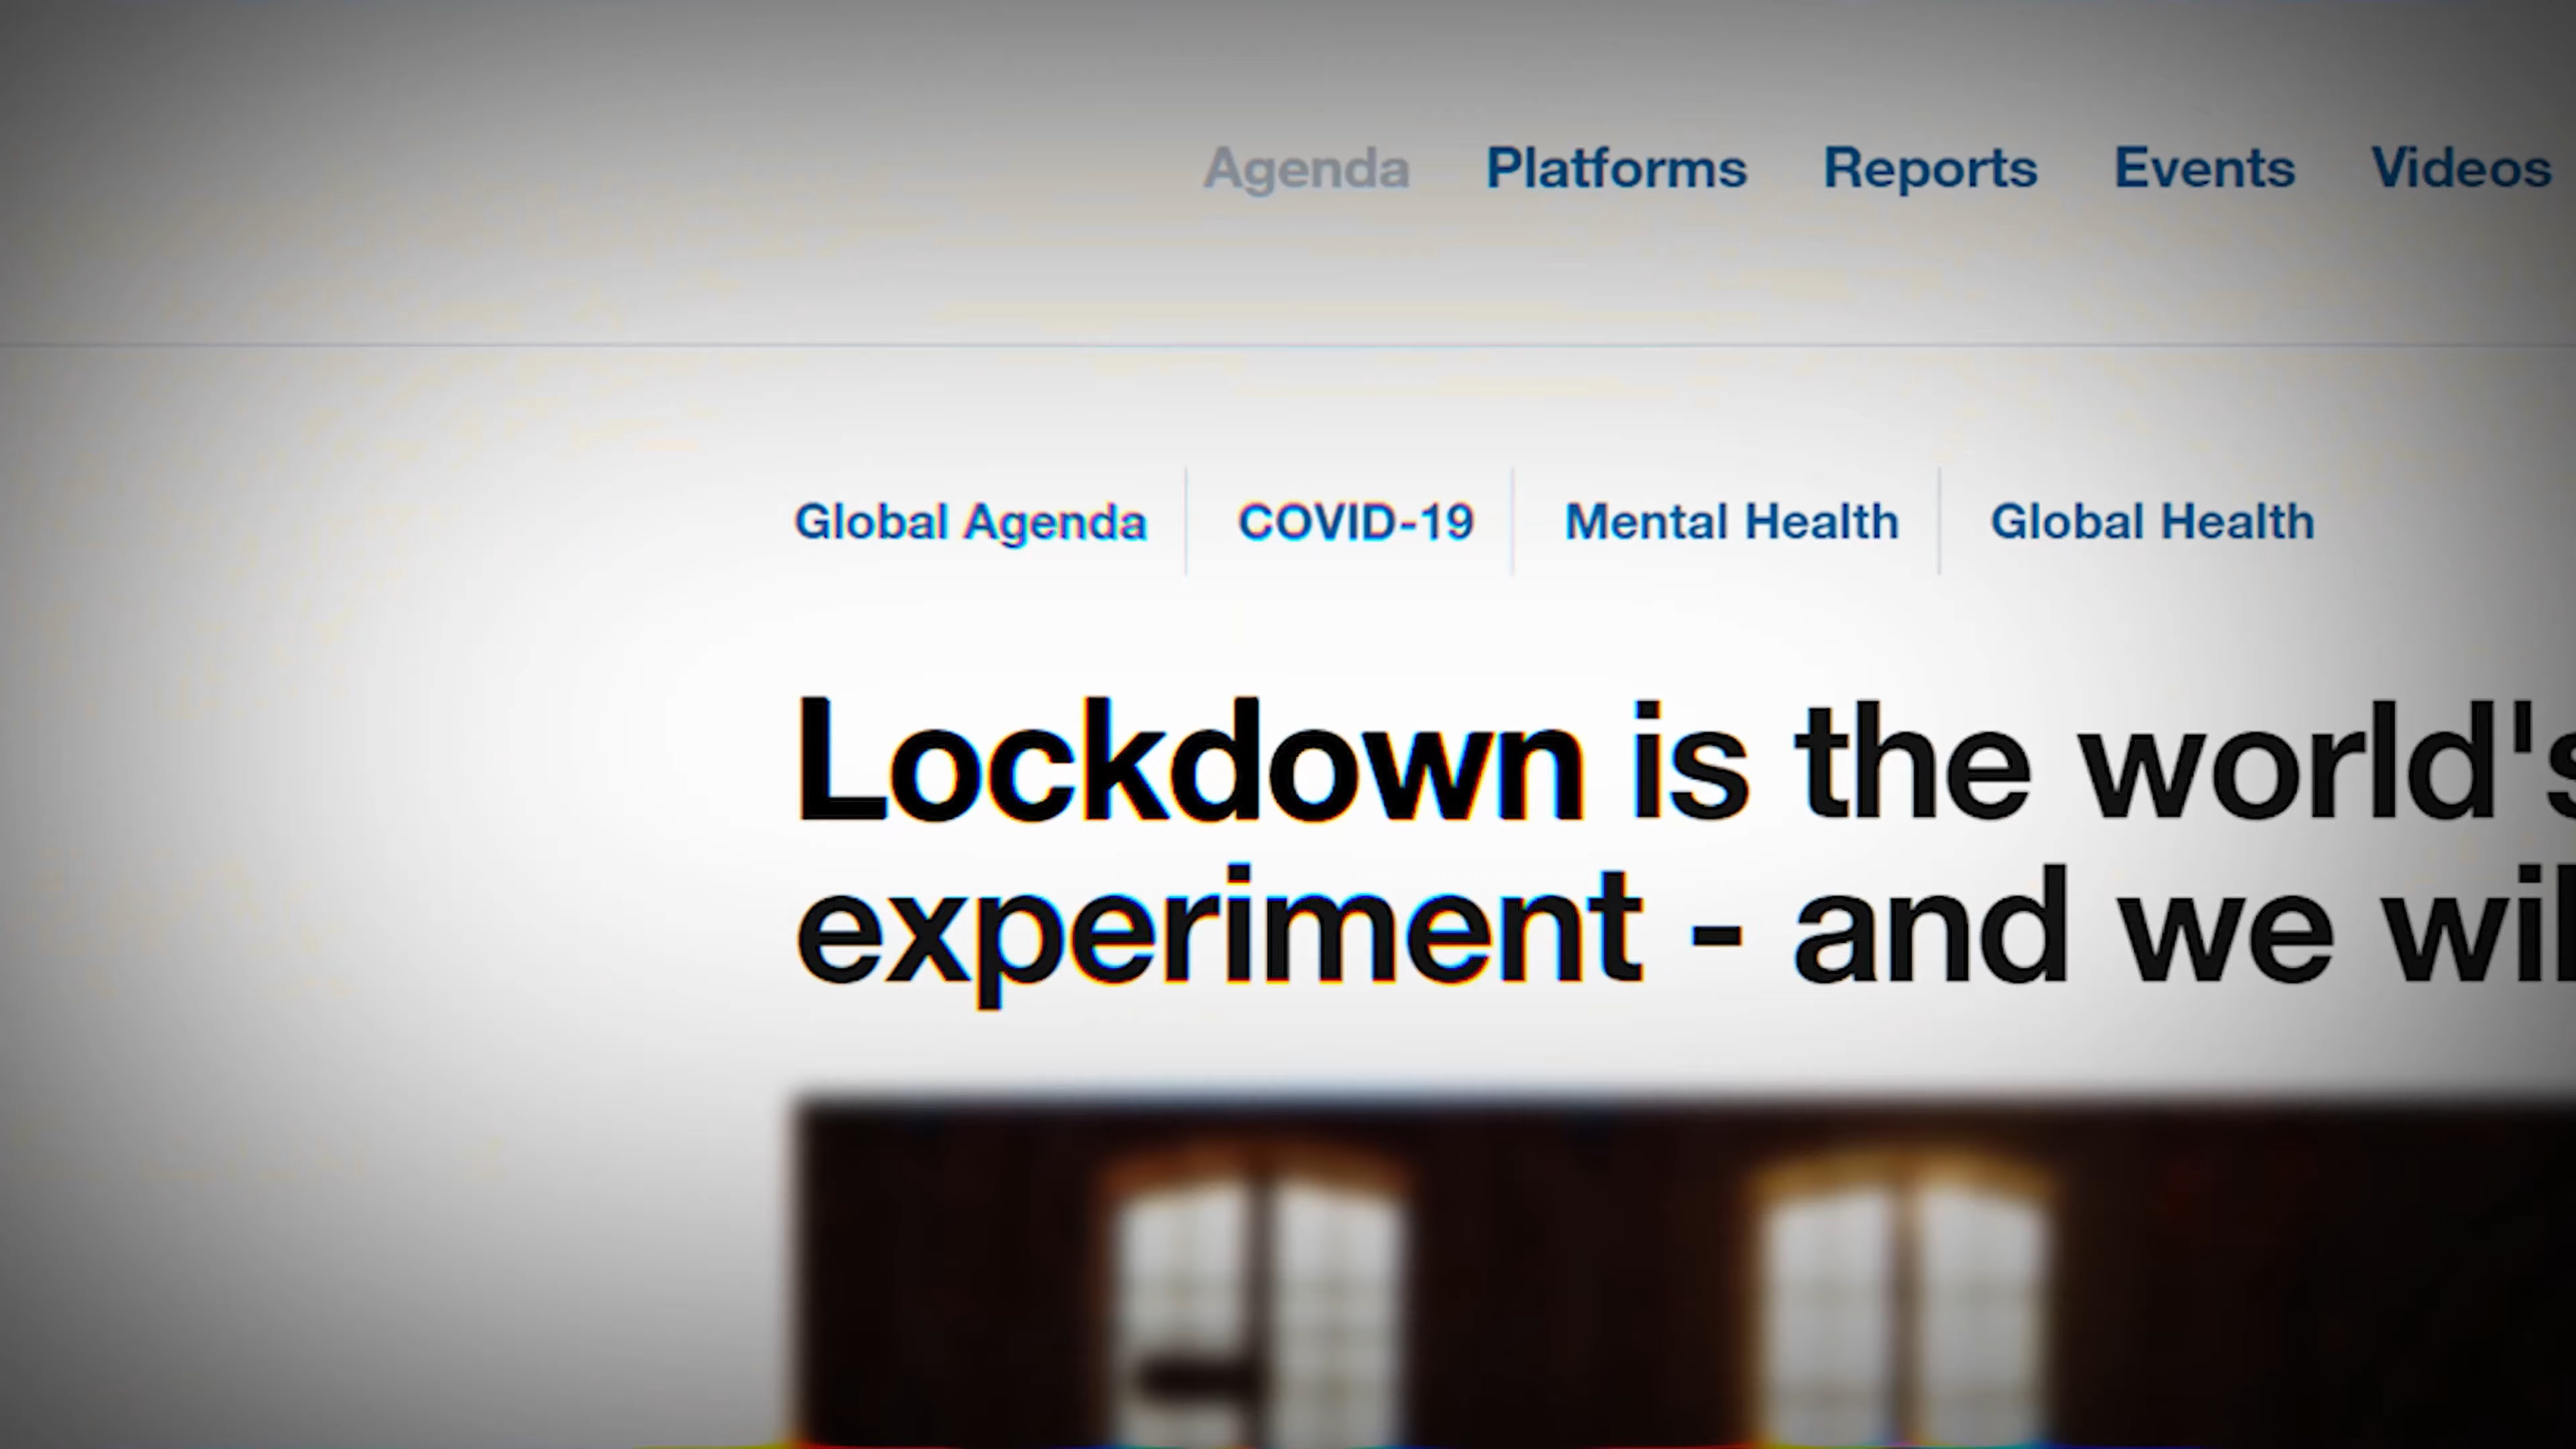 Agenda Platforms Reports Events Videos
Global Agenda COVID-19 Mental Health Global Health
Lockdown is the world's
experiment - and we wil